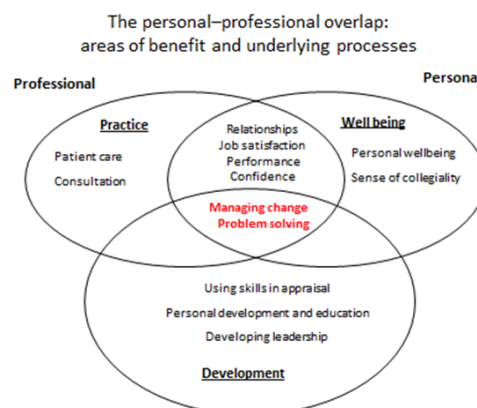 The personal–professional overlap:
areas of benefit and underlying processes
Professional
Persona
Practice
Patient care
Consultation
Relationships
Job satisfaction
Performance
Confidence
Well being
Personal wellbeing
Sense of collegiality
Managing change
Problem solving
Using skills in appraisal
Personal development and education
Developing leadership
Development